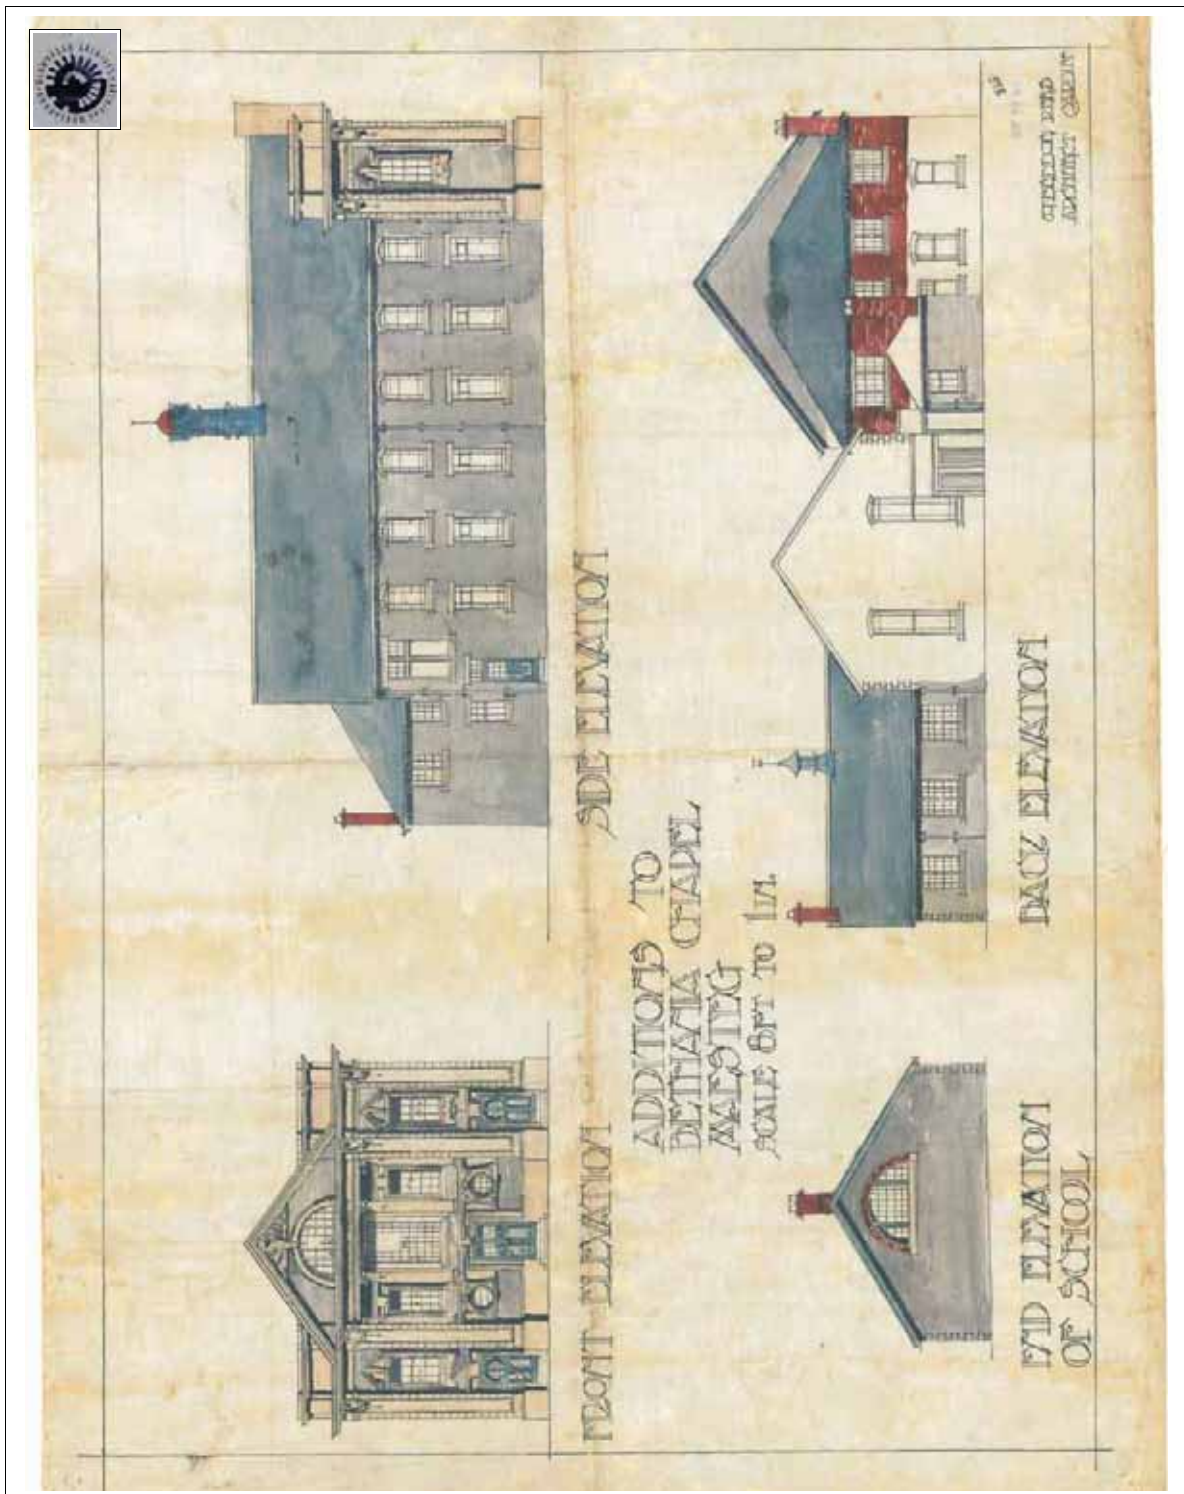 SIDE ELEVATION
FRONT ELEVATION
ADDITIONS TO
BETHANIA CHAPEL
MAESTEG
SCALE 8FT TO 1IN.
BACK ELEVATION
END ELEVATION
OF SCHOOL
ARCHITECT CARDIFF